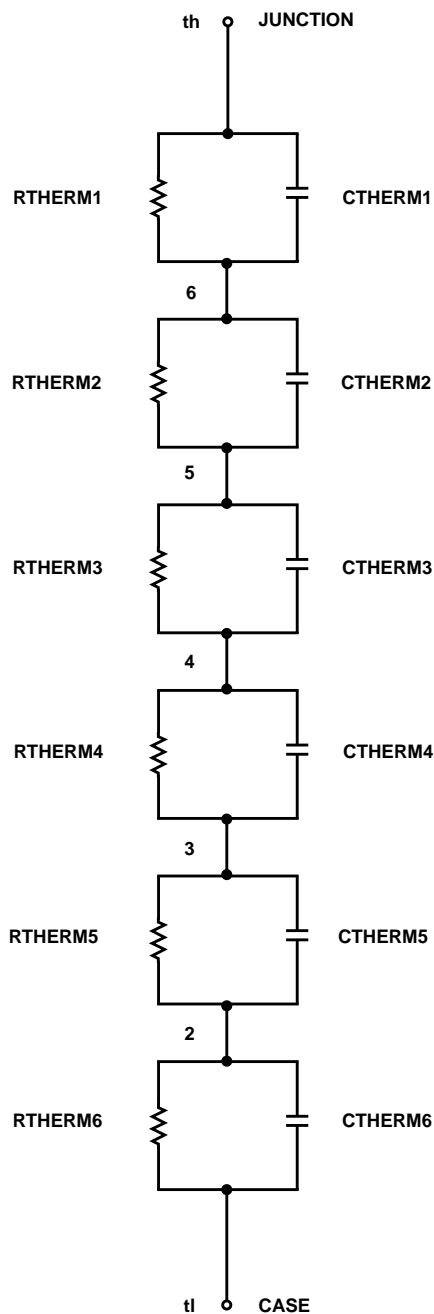 th JUNCTION
RTHERM1 CTHERM1
6
RTHERM2 CTHERM2
5
RTHERM3 CTHERM3
4
RTHERM4 CTHERM4
3
RTHERM5 CTHERM5
2
RTHERM6 CTHERM6
tl CASE